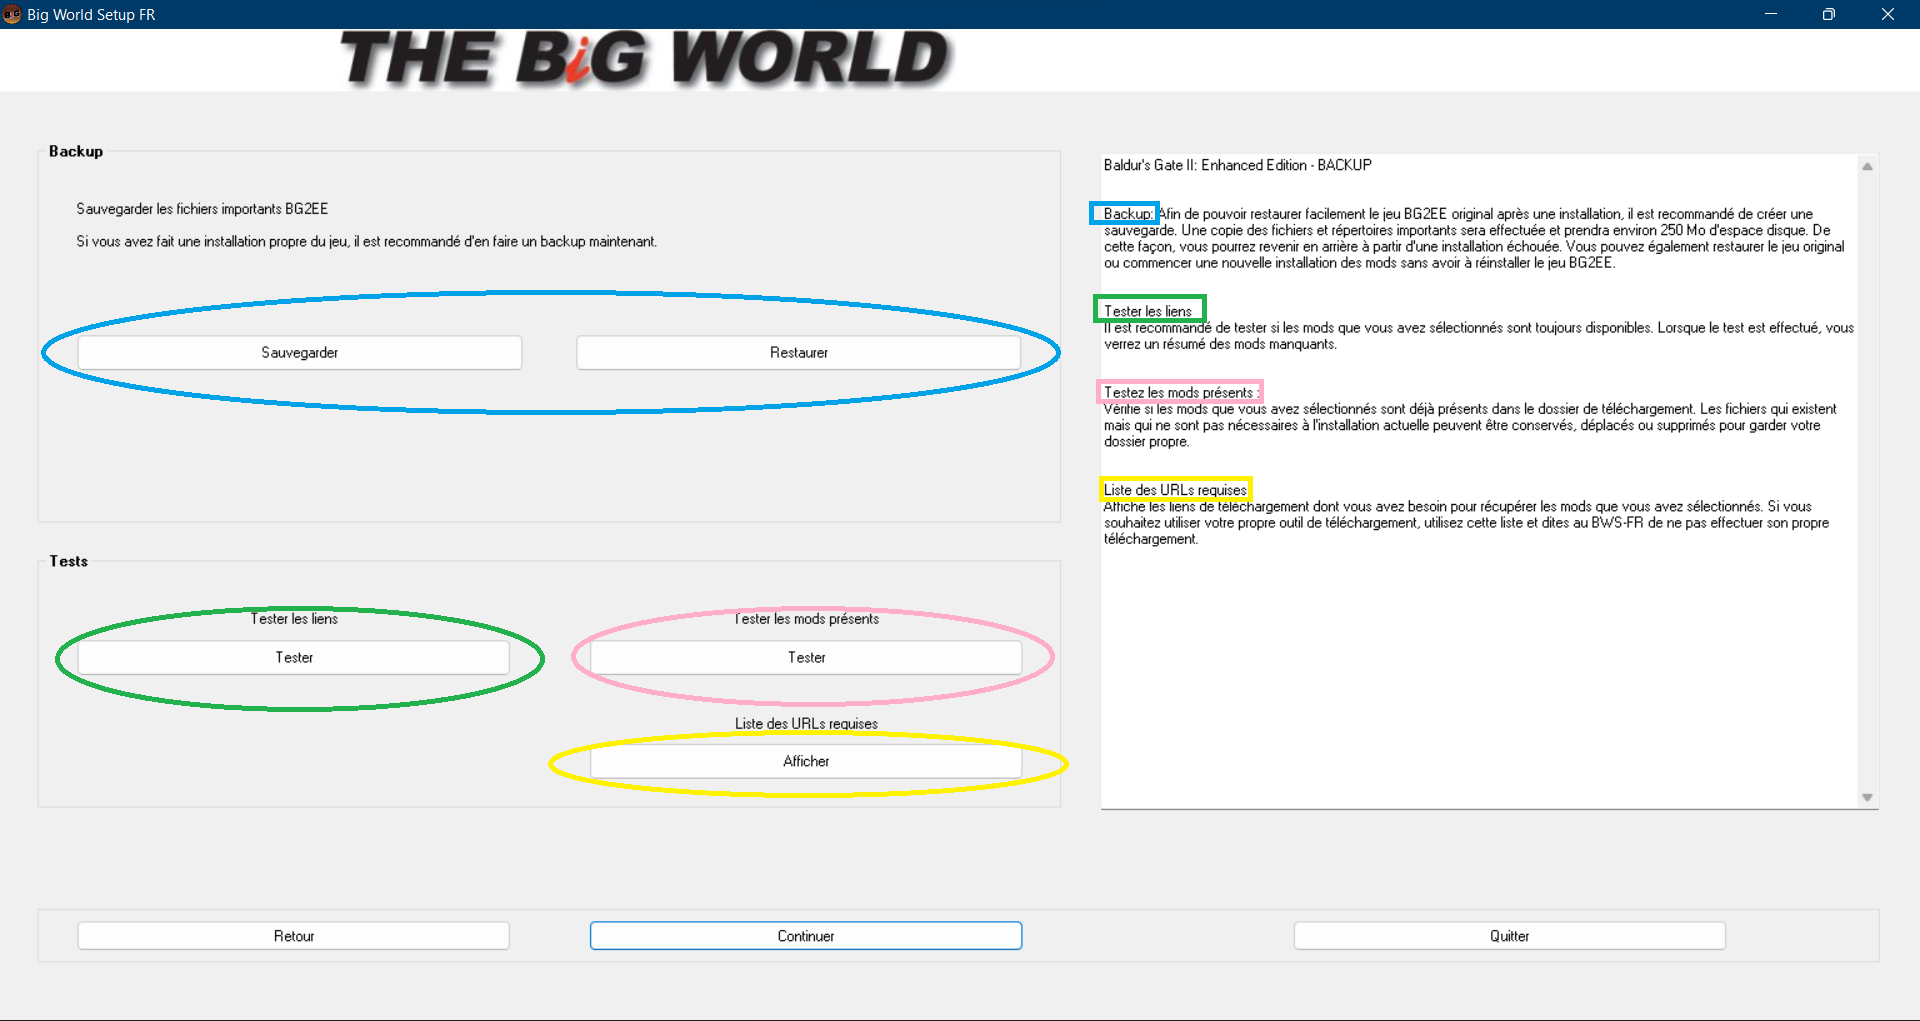 Big World Setup FR
THE BiG WORLD
Backup
Sauvegarder les fichiers importants BG2EE
Si vous avez fait une installation propre du jeu, il est recommandé d'en faire un backup maintenant.
Sauvegarder
Restaurer
Tests
Tester les liens
Tester les mods présents
Tester
Tester
Liste des URLs requises
Afficher
Baldur's Gate II: Enhanced Edition - BACKUP
Backup: Afin de pouvoir restaurer facilement le jeu BG2EE original après une installation, il est recommandé de créer une
sauvegarde. Une copie des fichiers et répertoires importants sera effectuée et prendra environ 250 Mo d'espace disque. De
cette façon, vous pourrez revenir en arrière à partir d'une installation échouée. Vous pouvez également restaurer le jeu original
ou commencer une nouvelle installation des mods sans avoir à réinstaller le jeu BG2EE.
Tester les liens
Il est recommandé de tester si les mods que vous avez sélectionnés sont toujours disponibles. Lorsque le test est effectué, vous
verrez un résumé des mods manquants.
Testez les mods présents :
Vérifie si les mods que vous avez sélectionnés sont déjà présents dans le dossier de téléchargement. Les fichiers qui existent
mais qui ne sont pas nécessaires à l'installation actuelle peuvent être conservés, déplacés ou supprimés pour garder votre
dossier propre.
Liste des URLs requises
Affiche les liens de téléchargement dont vous avez besoin pour récupérer les mods que vous avez sélectionnés. Si vous
souhaitez utiliser votre propre outil de téléchargement, utilisez cette liste et dites au BWS-FR de ne pas effectuer son propre
téléchargement.
Retour
Continuer
Quitter